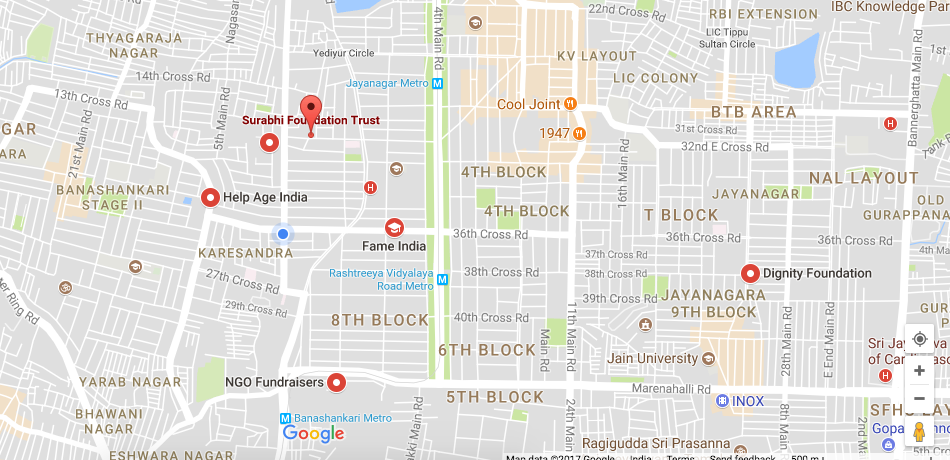 22nd Cross Rd
RBI EXTENSION
IBC Knowledge Par
THYAGARAJA
NAGAR
4th Main Rd
LIC Tippu
Sultan Circle
Yediyur Circle
KV LAYOUT
14th Cross Rd
Jayanagar Metro
LIC COLONY
13th Cross Rd
5th Main Rd
Cool Joint
BTB AREA
Bannerghatta Main Rd
Surabhi Foundation Trust
1947
31st Cross Rd
32nd E Cross Rd
Tank
AGAR
ARA
21st Main Rd
4TH BLOCK
16th Main Rd
NAL LAYOUT
BANASHANKARI
STAGE II
Help Age India
JAYANAGAR
OLD
GURAPPANA
4TH BLOCK
T BLOCK
36th Cross Rd
36th Cross Rd
36th Cross Rd
Fame India
KARESANDRA
37th Cross Rd
27th Cross Rd
Rashtreeya Vidyalaya
Road Metro
38th Cross Rd
38th Cross Rd
Dignity Foundation
er Ring Rd
29th Cross Rd
39th Cross Rd
JAYANAGARA
9TH BLOCK
11th Main Rd
8TH BLOCK
40th Cross Rd
GURU
Main Rd
28th Main Rd
E End Main Rd
Sri Jay
va
of Car
asc
6TH BLOCK
Jain University
YARAB NAGAR
NGO Fundraisers
Marenahalli Rd
5TH BLOCK
INOX
BHAWANI
NAGAR
Banashankari Metro
24th Main Rd
8th Main
2nd
SFHS LAY
Google
Gopa
nno
Ragigudda Sri Prasanna
Map data ©2017 Google India Terms Send feedback 500 m